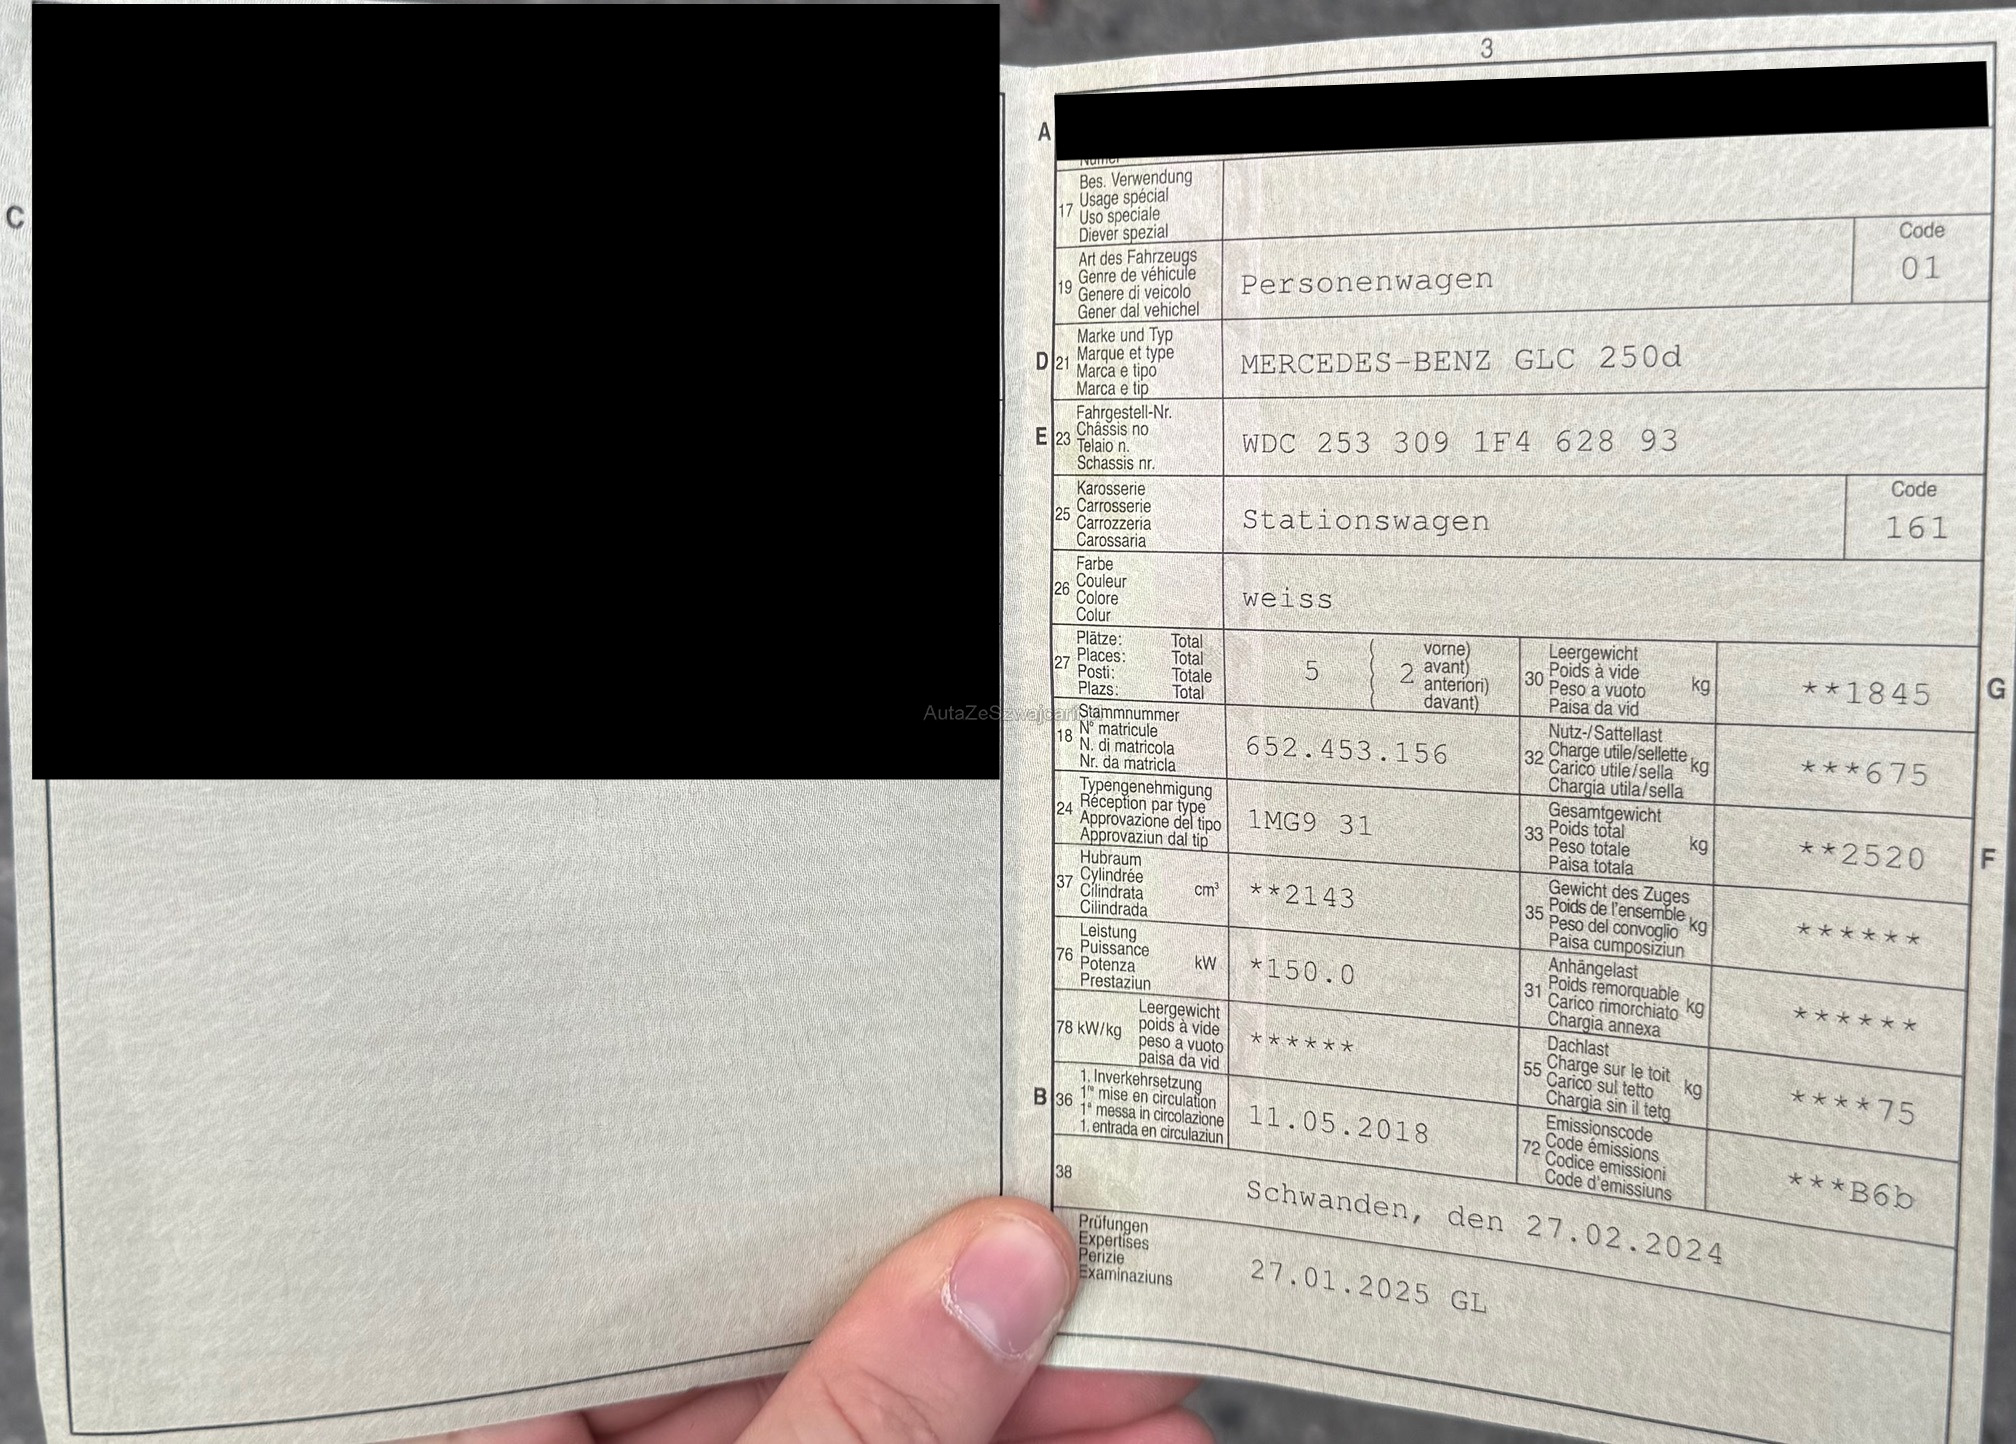 3
C
A
17 Bes. Verwendung
Usage spécial
Uso speciale
Diever spezial
19 Art des Fahrzeugs
Genre de véhicule
Genere di veicolo
Gener dal vehichel
Personenwagen
Code
01
D 21 Marke und Typ
Marque et type
Marca e tipo
Marca e tip
MERCEDES-BENZ GLC 250d
E 23 Fahrgestell-Nr.
Châssis no
Telaio n.
Schassis nr.
WDC 253 309 1F4 628 93
25 Karosserie
Carrosserie
Carrozzeria
Carossaria
Stationswagen
Code
161
26 Farbe
Couleur
Colore
Colur
weiss
27 Plätze: Total
Places: Total
Posti: Totale
Plazs: Total
5 ( 2 vorne)
avant)
anteriori)
davant)
30 Leergewicht
Poids à vide kg
Peso a vuoto
Paisa da vid
**1845
G
18 Stammnummer
N° matricule
N. di matricola
Nr. da matricla
652.453.156
32 Nutz-/Sattellast
Charge utile/sellette kg
Carico utile/sella
Chargia utila/sella
***675
24 Typengenehmigung
Réception par type
Approvazione del tipo
Approvaziun dal tip
1MG9 31
33 Gesamtgewicht
Poids total kg
Peso totale
Paisa totala
**2520
F
37 Hubraum
Cylindrée cm³
Cilindrata
Cilindrada
**2143
35 Gewicht des Zuges
Poids de l'ensemble kg
Peso del convoglio
Paisa cumposiziun
******
76 Leistung
Puissance kW
Potenza
Prestaziun
*150.0
31 Anhängelast
Poids remorquable kg
Carico rimorchiato
Chargia annexa
******
78 kW/kg Leergewicht
poids à vide
peso a vuoto
paisa da vid
******
55 Dachlast
Charge sur le toit kg
Carico sul tetto
Chargia sin il tetg
****75
B 36 1. Inverkehrsetzung
1re mise en circulation
1a messa in circolazione
1. entrada en circulaziun
11.05.2018
72 Emissionscode
Code émissions
Codice emissioni
Code d'emissiuns
***B6b
38
Schwanden, den 27.02.2024
Prüfungen
Expertises
Perizie
Examinaziuns
27.01.2025 GL